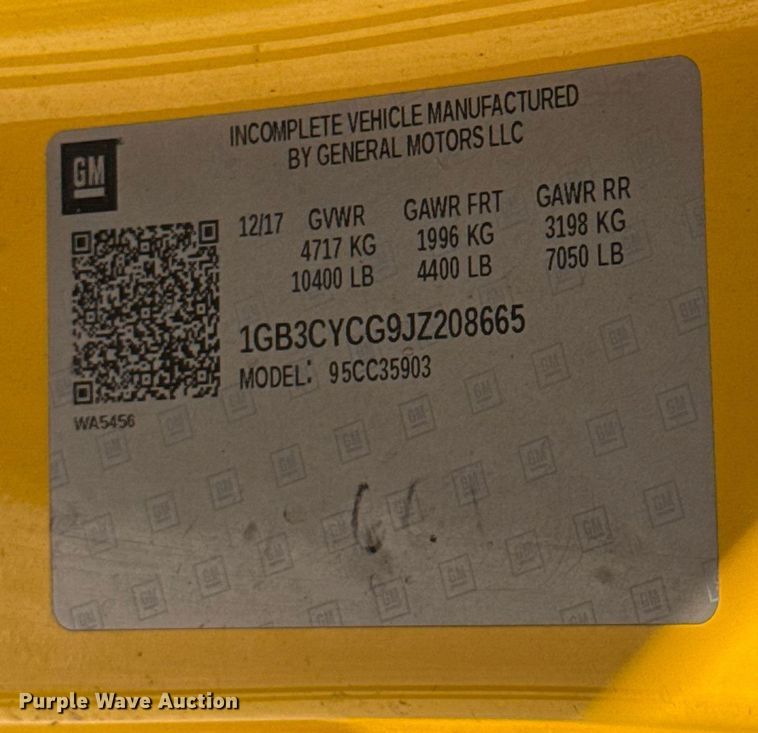 GM
INCOMPLETE VEHICLE MANUFACTURED
BY GENERAL MOTORS LLC
12/17 GVWR GAWR FRT GAWR RR
4717 KG 1996 KG 3198 KG
10400 LB 4400 LB 7050 LB
1GB3CYCG9JZ208665
MODEL: 95CC35903
WA5456
Purple Wave Auction